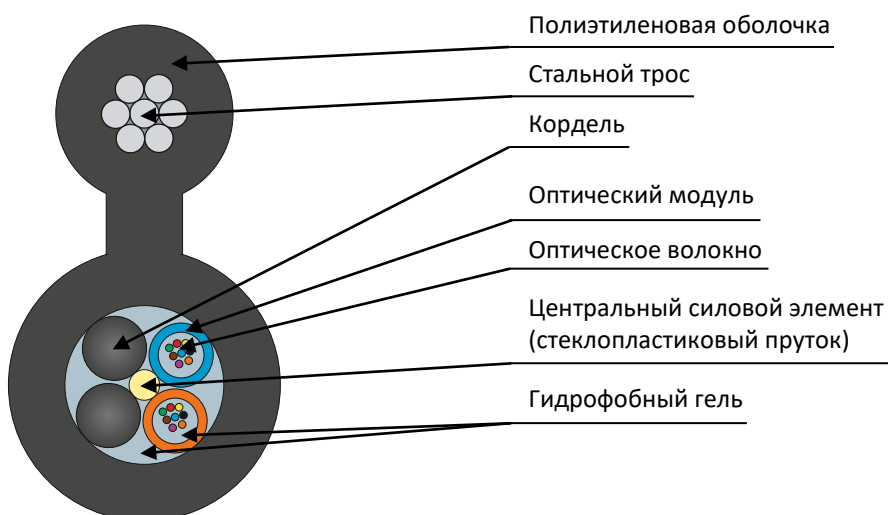 Полиэтиленовая оболочка
Стальной трос
Кордель
Оптический модуль
Оптическое волокно
Центральный силовой элемент
(стеклопластиковый пруток)
Гидрофобный гель